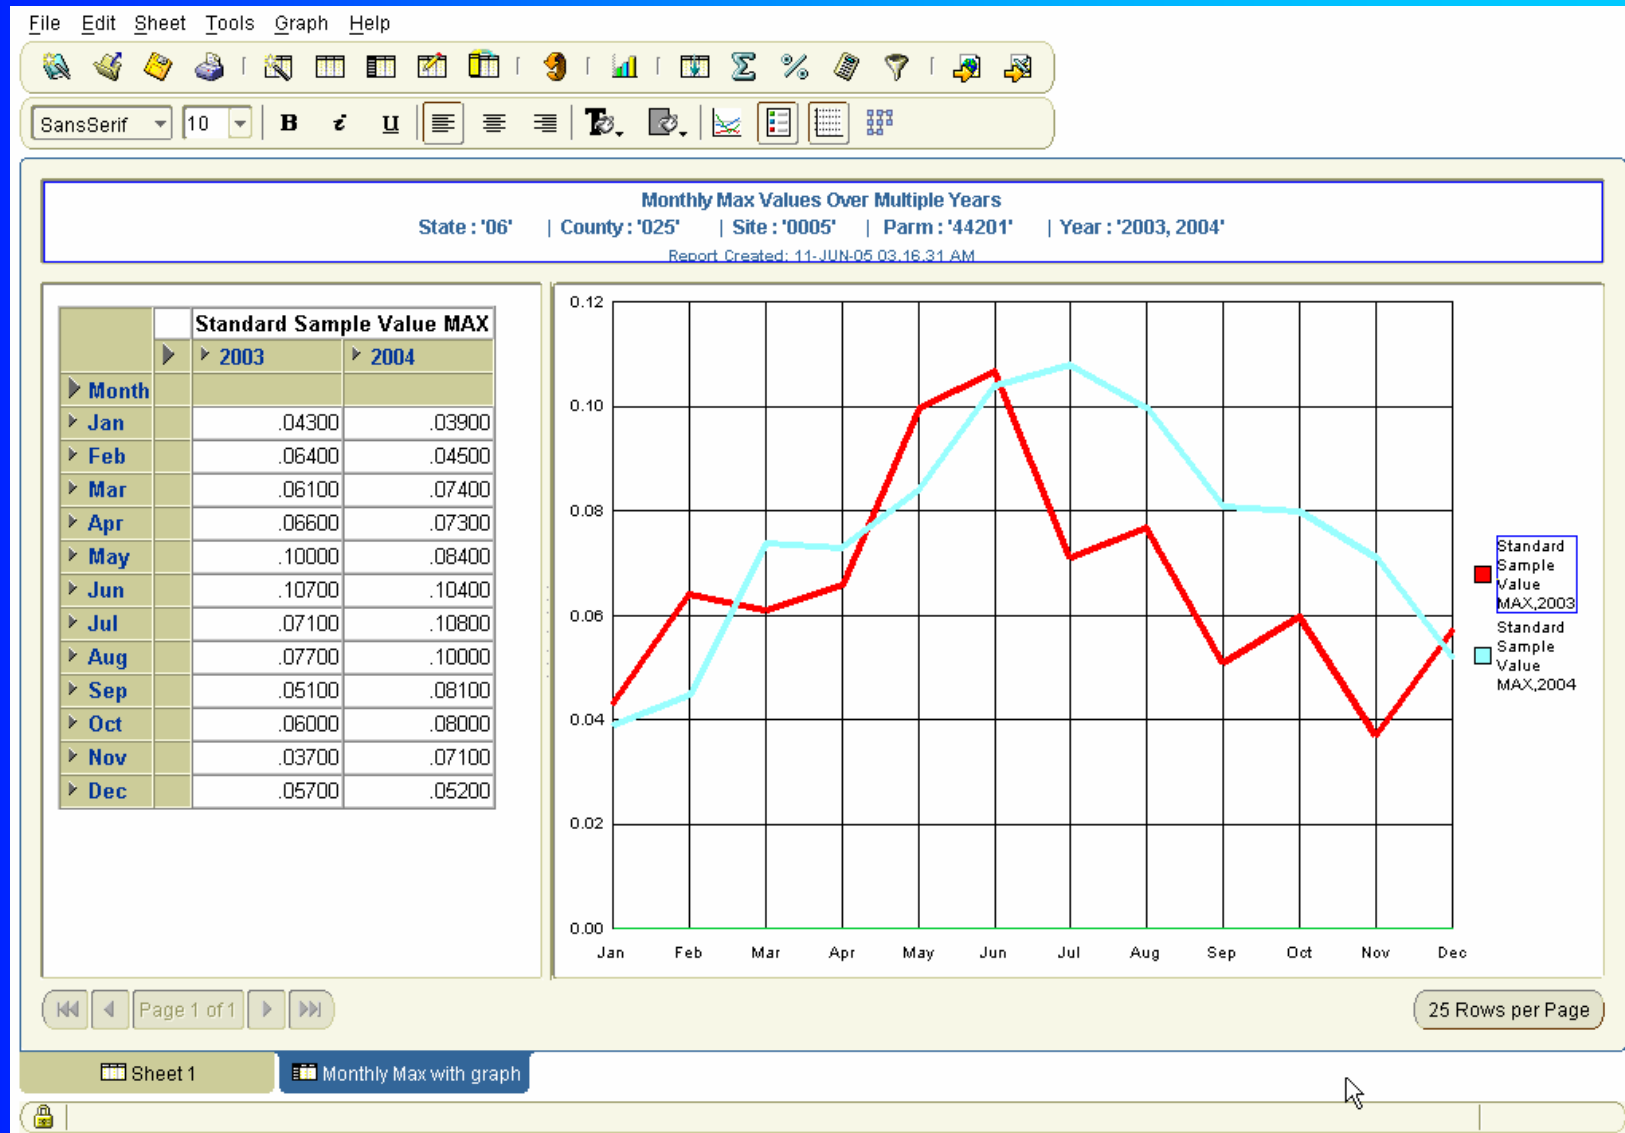 File Edit Sheet Tools Graph Help
SansSerif 10 B i U
Monthly Max Values Over Multiple Years
State : '06' | County : '025' | Site : '0005' | Parm : '44201' | Year : '2003, 2004'
Report Created: 11-JUN-05 03.16.31 AM
Standard Sample Value MAX
2003 2004
Month
Jan .04300 .03900
Feb .06400 .04500
Mar .06100 .07400
Apr .06600 .07300
May .10000 .08400
Jun .10700 .10400
Jul .07100 .10800
Aug .07700 .10000
Sep .05100 .08100
Oct .06000 .08000
Nov .03700 .07100
Dec .05700 .05200
0.12
0.10
0.08
0.06
0.04
0.02
0.00
Jan Feb Mar Apr May Jun Jul Aug Sep Oct Nov Dec
Standard
Sample
Value
MAX,2003
Standard
Sample
Value
MAX,2004
Page 1 of 1
25 Rows per Page
Sheet 1 Monthly Max with graph